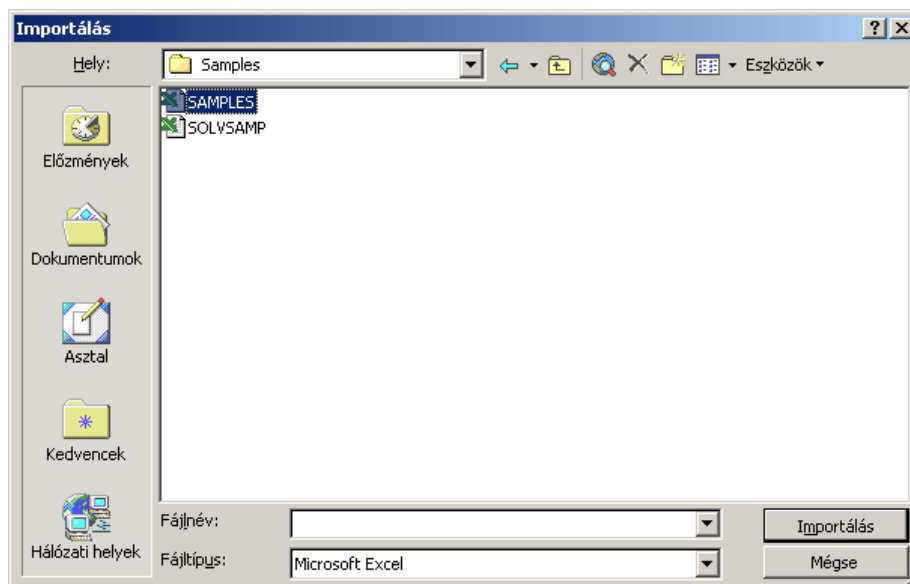 Importálás
Hely:
Samples
Eszközök
SAMPLES
SOLVSAMP
Előzmények
Dokumentumok
Asztal
Kedvencek
Hálózati helyek
Fájlnév:
Importálás
Fájltípus:
Microsoft Excel
Mégse